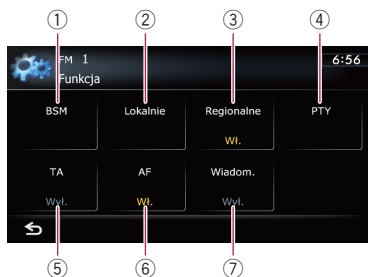 ① ② ③ ④
FM 1
6:56
Funkcja
BSM Lokalnie Regionalne PTY
Wł.
TA AF Wiadom.
Wył. Wł. Wył.
⑤ ⑥ ⑦